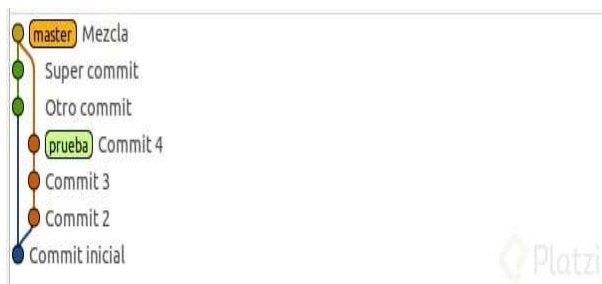 master Mezcla
Super commit
Otro commit
prueba Commit 4
Commit 3
Commit 2
Commit inicial
Platzi